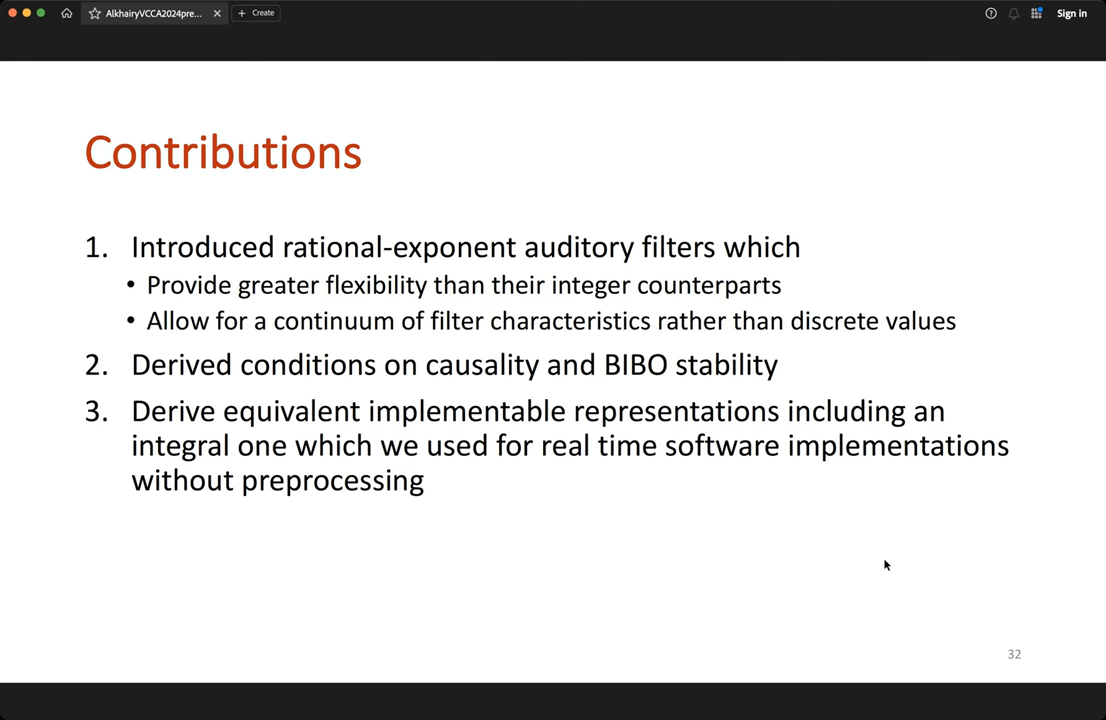 AlkhairyVCCA2024pre...
+ Create
Sign in
Contributions
1. Introduced rational-exponent auditory filters which
• Provide greater flexibility than their integer counterparts
• Allow for a continuum of filter characteristics rather than discrete values
2. Derived conditions on causality and BIBO stability
3. Derive equivalent implementable representations including an
integral one which we used for real time software implementations
without preprocessing
32